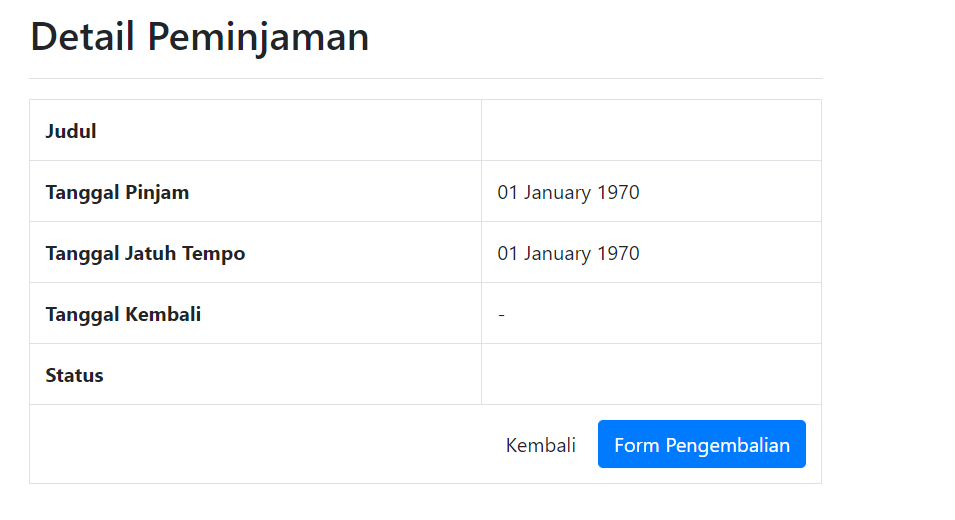 Detail Peminjaman
Judul
Tanggal Pinjam 01 January 1970
Tanggal Jatuh Tempo 01 January 1970
Tanggal Kembali -
Status
Kembali Form Pengembalian